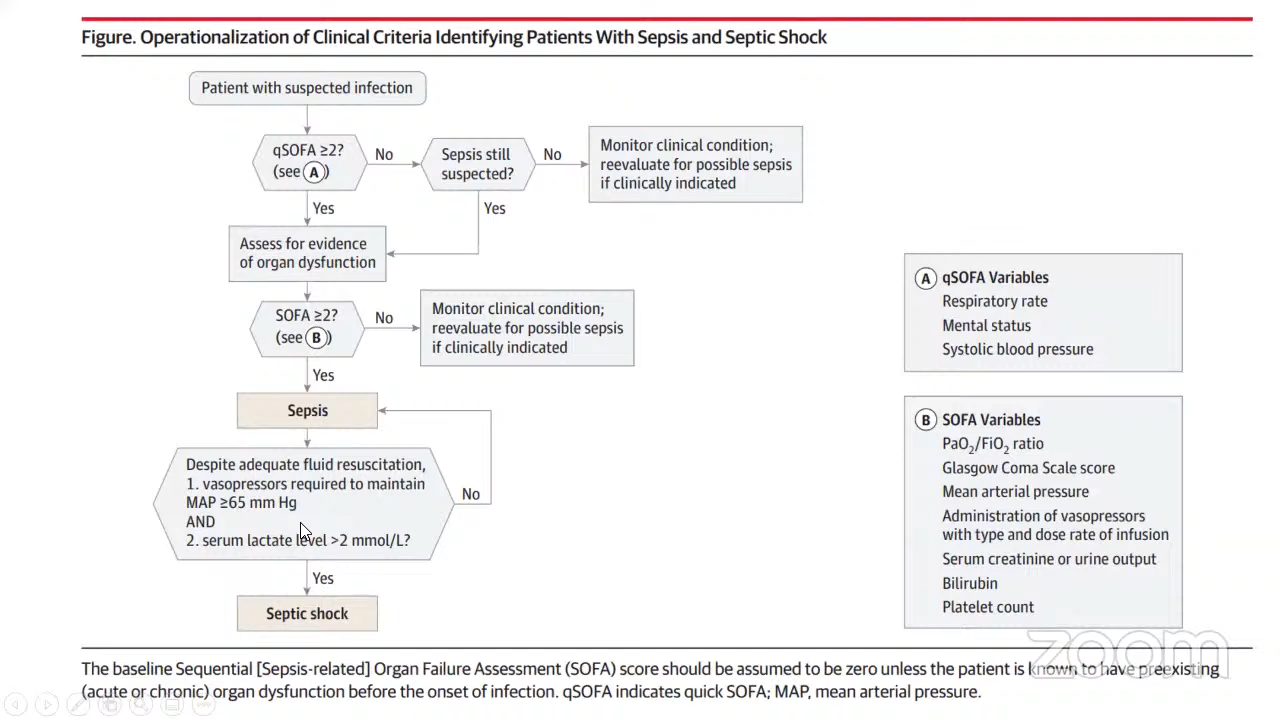 Figure. Operationalization of Clinical Criteria Identifying Patients With Sepsis and Septic Shock
Patient with suspected infection
qSOFA ≥2?
(see A)
No
Sepsis still
suspected?
No
Monitor clinical condition;
reevaluate for possible sepsis
if clinically indicated
Yes
Yes
Assess for evidence
of organ dysfunction
SOFA ≥2?
(see B)
No
Monitor clinical condition;
reevaluate for possible sepsis
if clinically indicated
Yes
Sepsis
Despite adequate fluid resuscitation,
1. vasopressors required to maintain
MAP ≥65 mm Hg
AND
2. serum lactate level >2 mmol/L?
No
Yes
Septic shock
A qSOFA Variables
Respiratory rate
Mental status
Systolic blood pressure
B SOFA Variables
PaO₂/FiO₂ ratio
Glasgow Coma Scale score
Mean arterial pressure
Administration of vasopressors
with type and dose rate of infusion
Serum creatinine or urine output
Bilirubin
Platelet count
zoom
The baseline Sequential [Sepsis-related] Organ Failure Assessment (SOFA) score should be assumed to be zero unless the patient is known to have preexisting
(acute or chronic) organ dysfunction before the onset of infection. qSOFA indicates quick SOFA; MAP, mean arterial pressure.